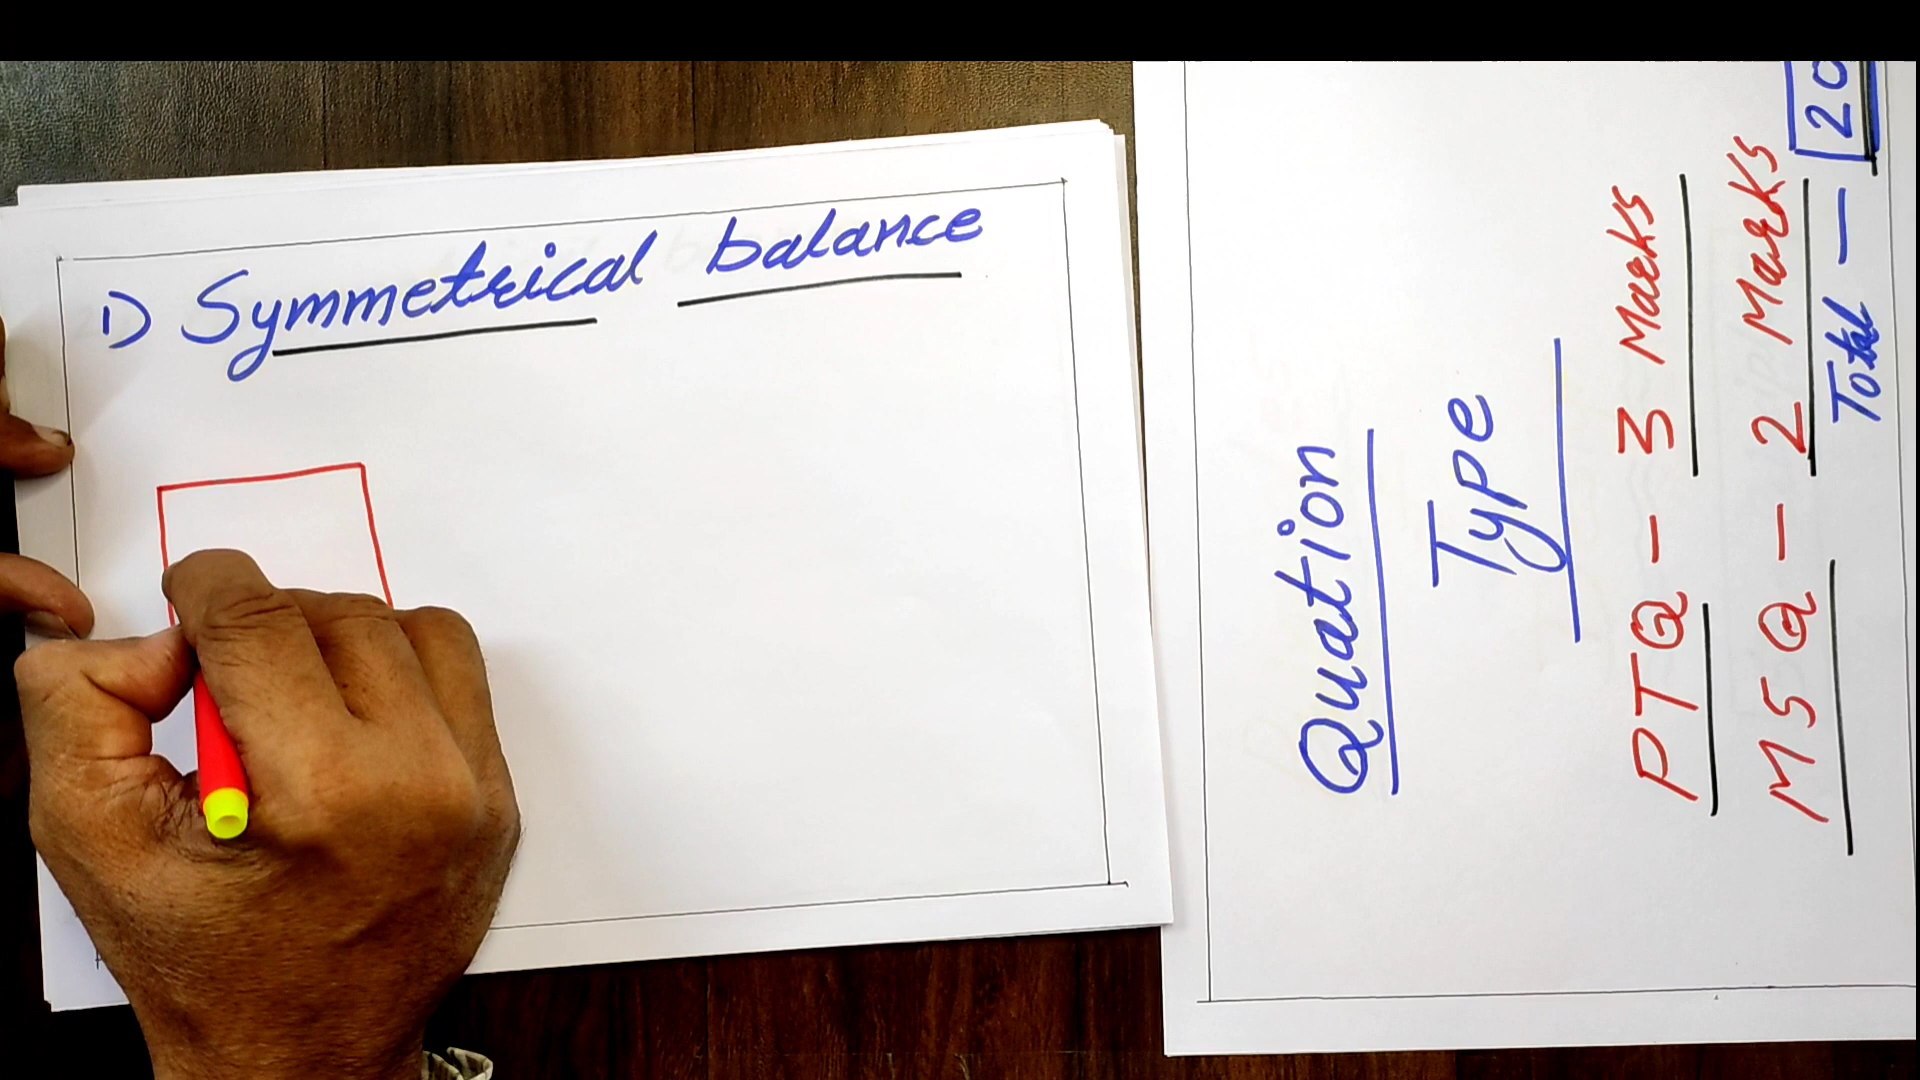 1) Symmetrical balance
Quation
Type
PTQ - 3 Marks
MSQ - 2 Marks
Total - 20